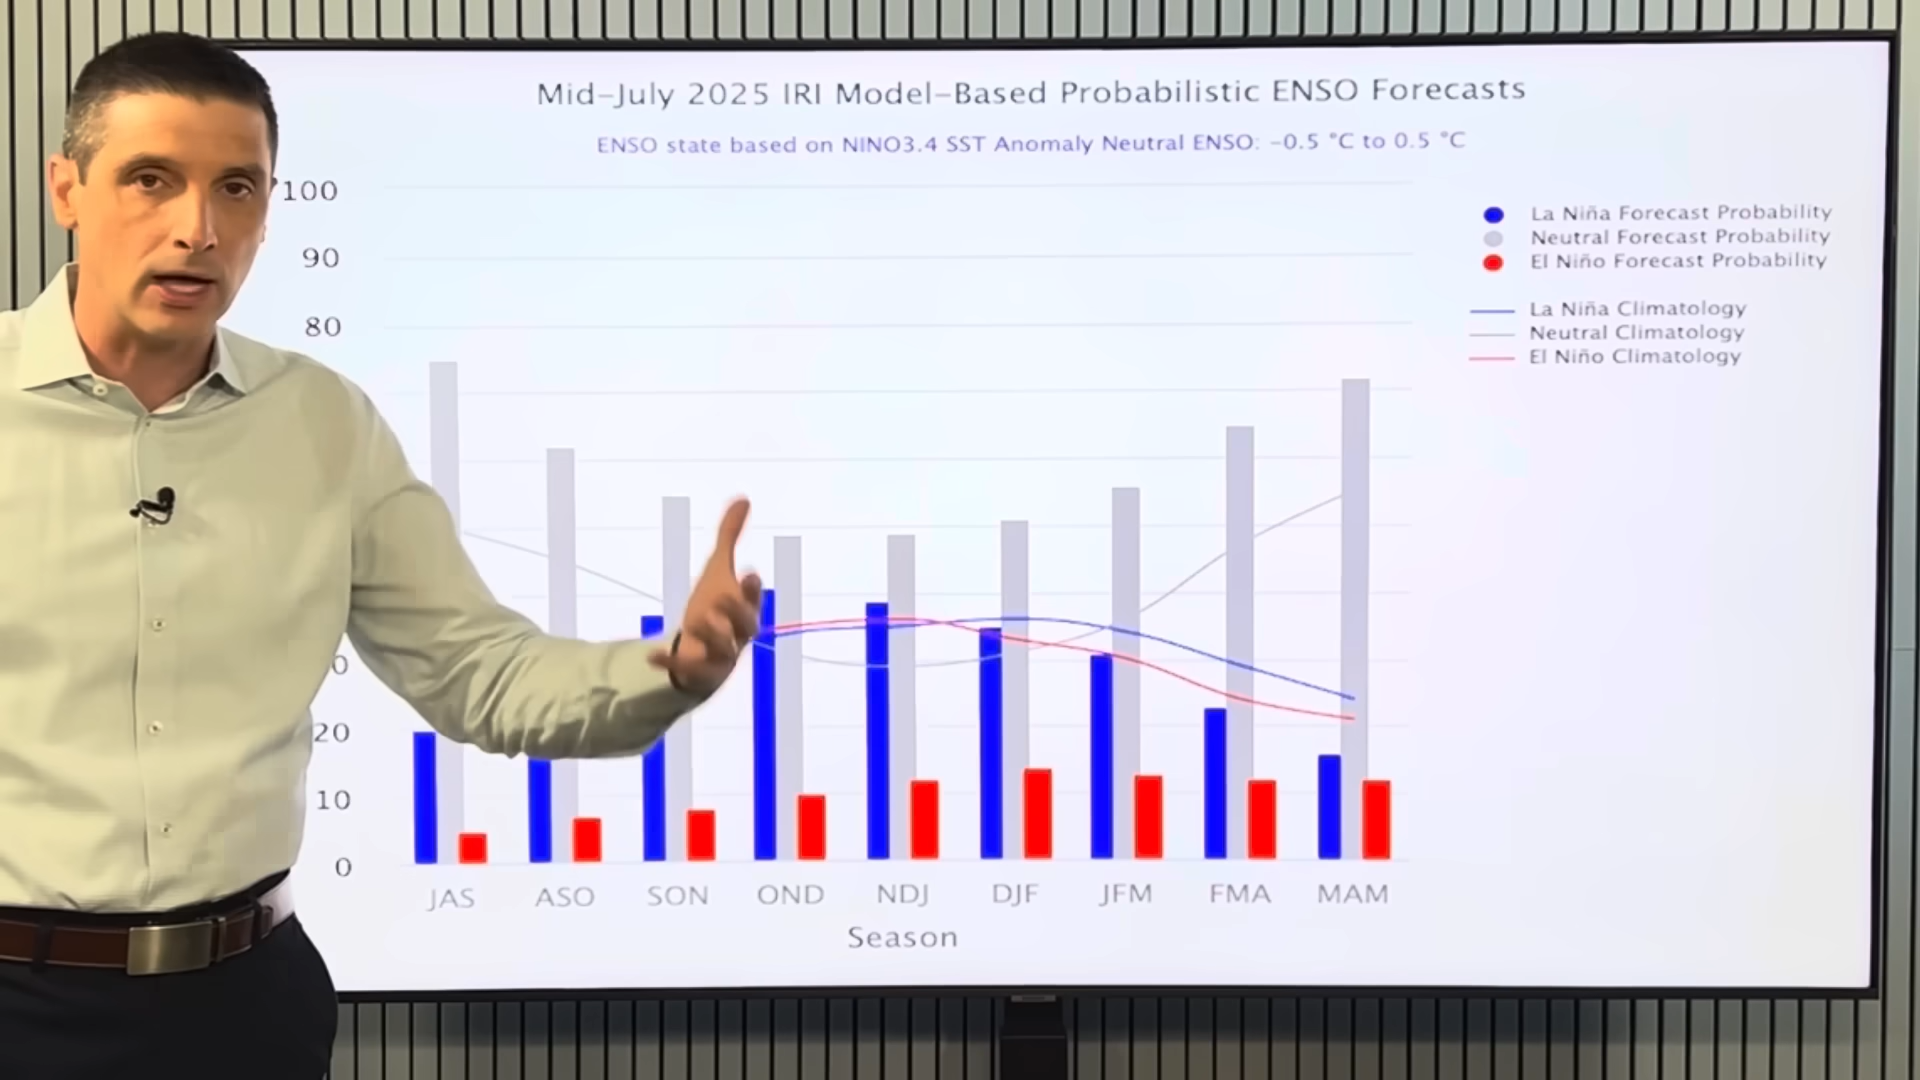 Mid-July 2025 IRI Model-Based Probabilistic ENSO Forecasts
ENSO state based on NINO3.4 SST Anomaly Neutral ENSO: -0.5 °C to 0.5 °C
100
90
80
0
20
10
0
La Niña Forecast Probability
Neutral Forecast Probability
El Niño Forecast Probability
La Niña Climatology
Neutral Climatology
El Niño Climatology
JAS ASO SON OND NDJ DJF JFM FMA MAM
Season